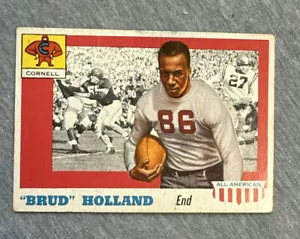 C
CORNELL
27
86
"BRUD" HOLLAND End
ALL AMERICAN